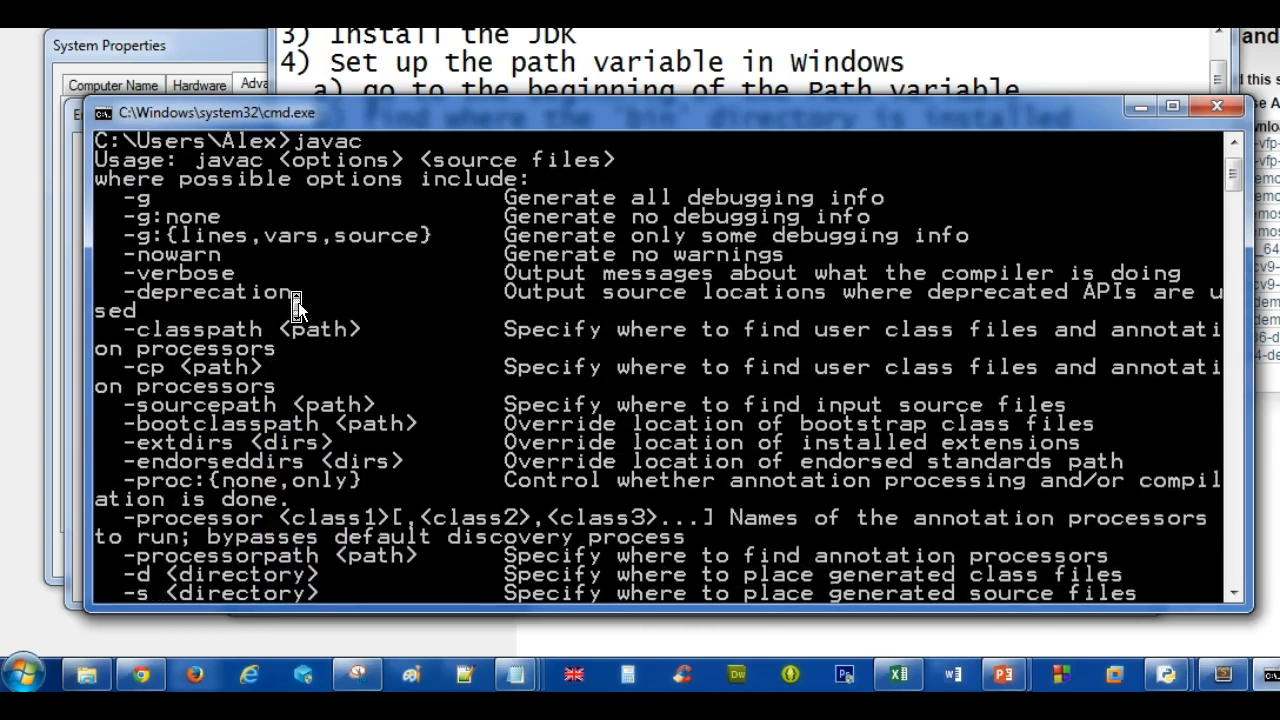 System Properties
Computer Name
Hardware
Adva
3) Install the JDK
4) Set up the path variable in Windows
a) go to the beginning of the Path variable
find where the "bin" directory is installed
and
C:\Windows\system32\cmd.exe
C:\Users\Alex>javac
Usage: javac <options> <source files>
where possible options include:
-g Generate all debugging info
-g:none Generate no debugging info
-g:{lines,vars,source} Generate only some debugging info
-nowarn Generate no warnings
-verbose Output messages about what the compiler is doing
-deprecation Output source locations where deprecated APIs are u
sed
-classpath <path> Specify where to find user class files and annotati
on processors
-cp <path> Specify where to find user class files and annotati
on processors
-sourcepath <path> Specify where to find input source files
-bootclasspath <path> Override location of bootstrap class files
-extdirs <dirs> Override location of installed extensions
-endorseddirs <dirs> Override location of endorsed standards path
-proc:{none,only} Control whether annotation processing and/or compil
ation is done.
-processor <class1>[,<class2>,<class3>...] Names of the annotation processors
to run; bypasses default discovery process
-processorpath <path> Specify where to find annotation processors
-d <directory> Specify where to place generated class files
-s <directory> Specify where to place generated source files